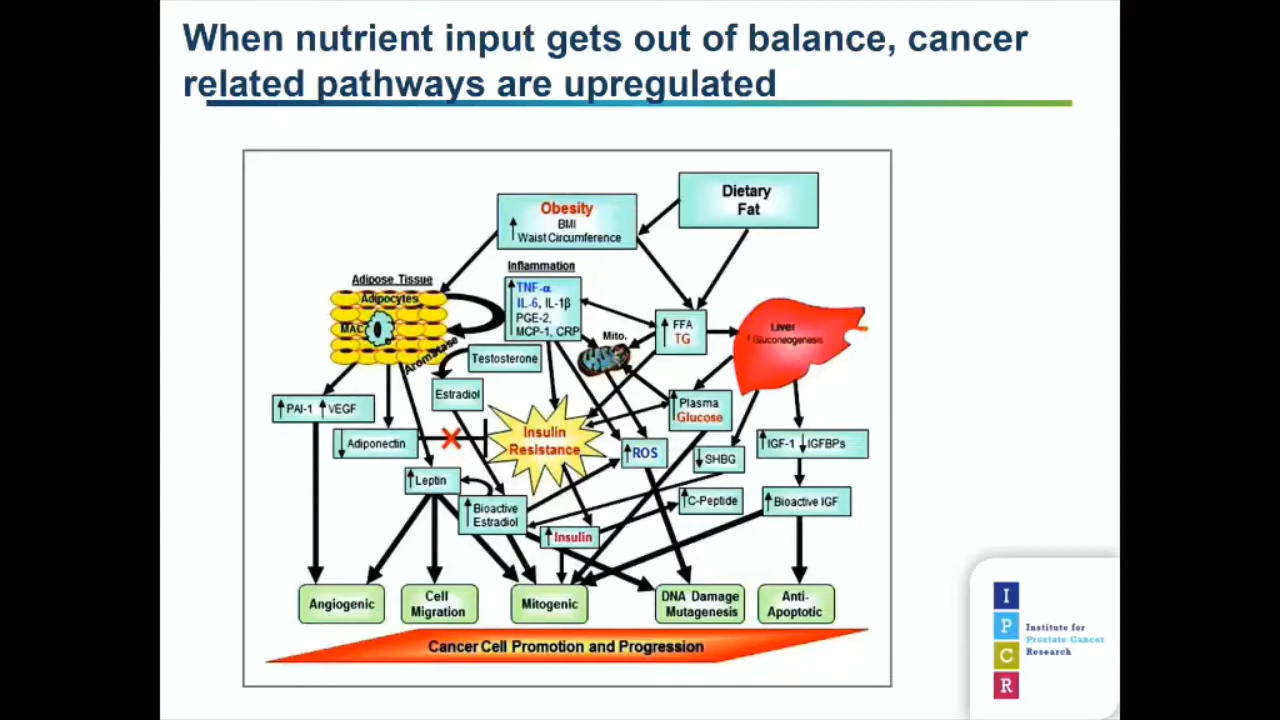 When nutrient input gets out of balance, cancer
related pathways are upregulated
Dietary
Fat
Obesity
BMI
Waist Circumference
Inflammation
TNF-α
IL-6, IL-1β
PGE-2,
MCP-1, CRP
Adipose Tissue
Adipocytes
MAC
Aromatase
Testosterone
Mito.
FFA
TG
Liver
↑ Gluconeogenesis
Estradiol
Plasma
Glucose
↑ PAI-1 ↑ VEGF
↓ Adiponectin
Insulin
Resistance
↑ROS
↓SHBG
↑IGF-1 ↓IGFBPs
↑Leptin
Bioactive
Estradiol
↑C-Peptide
↑Bioactive IGF
↑Insulin
Angiogenic
Cell
Migration
Mitogenic
DNA Damage
Mutagenesis
Anti-
Apoptotic
Cancer Cell Promotion and Progression
I
P
C
R
Institute for
Prostate Cancer
Research